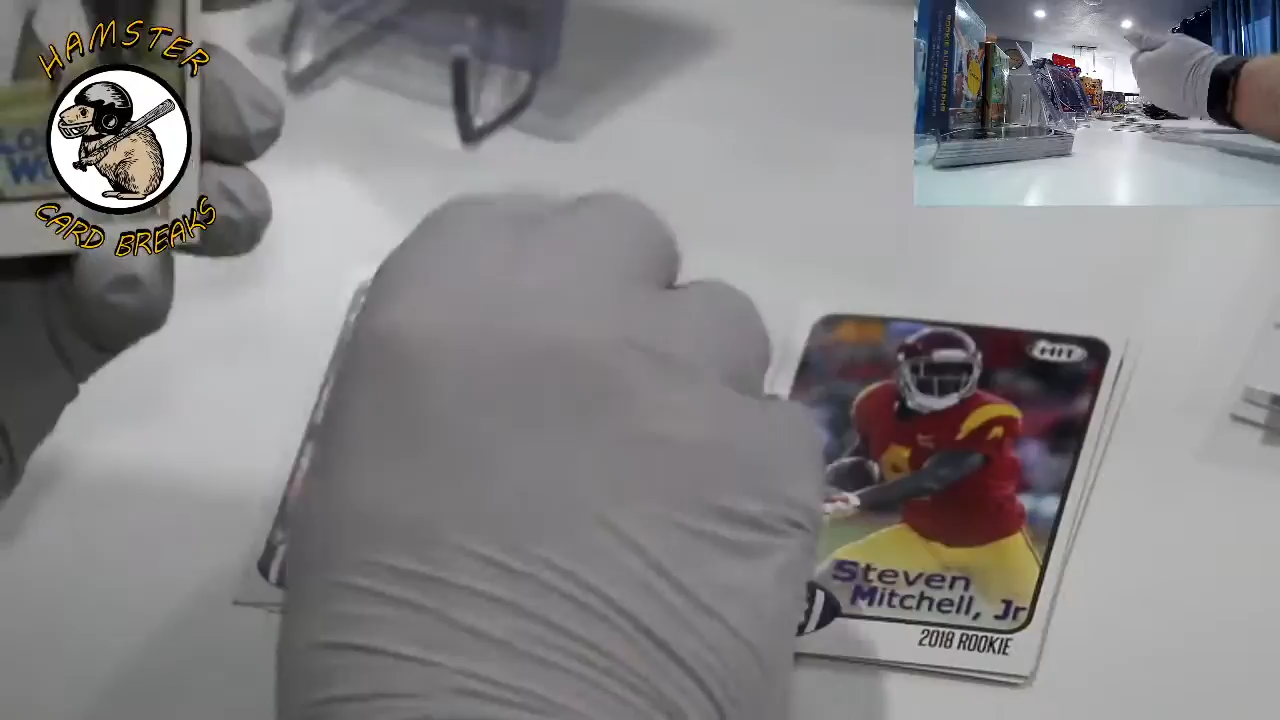 HAMSTER
CARD BREAKS
HIT
Steven
Mitchell, Jr
2018 ROOKIE